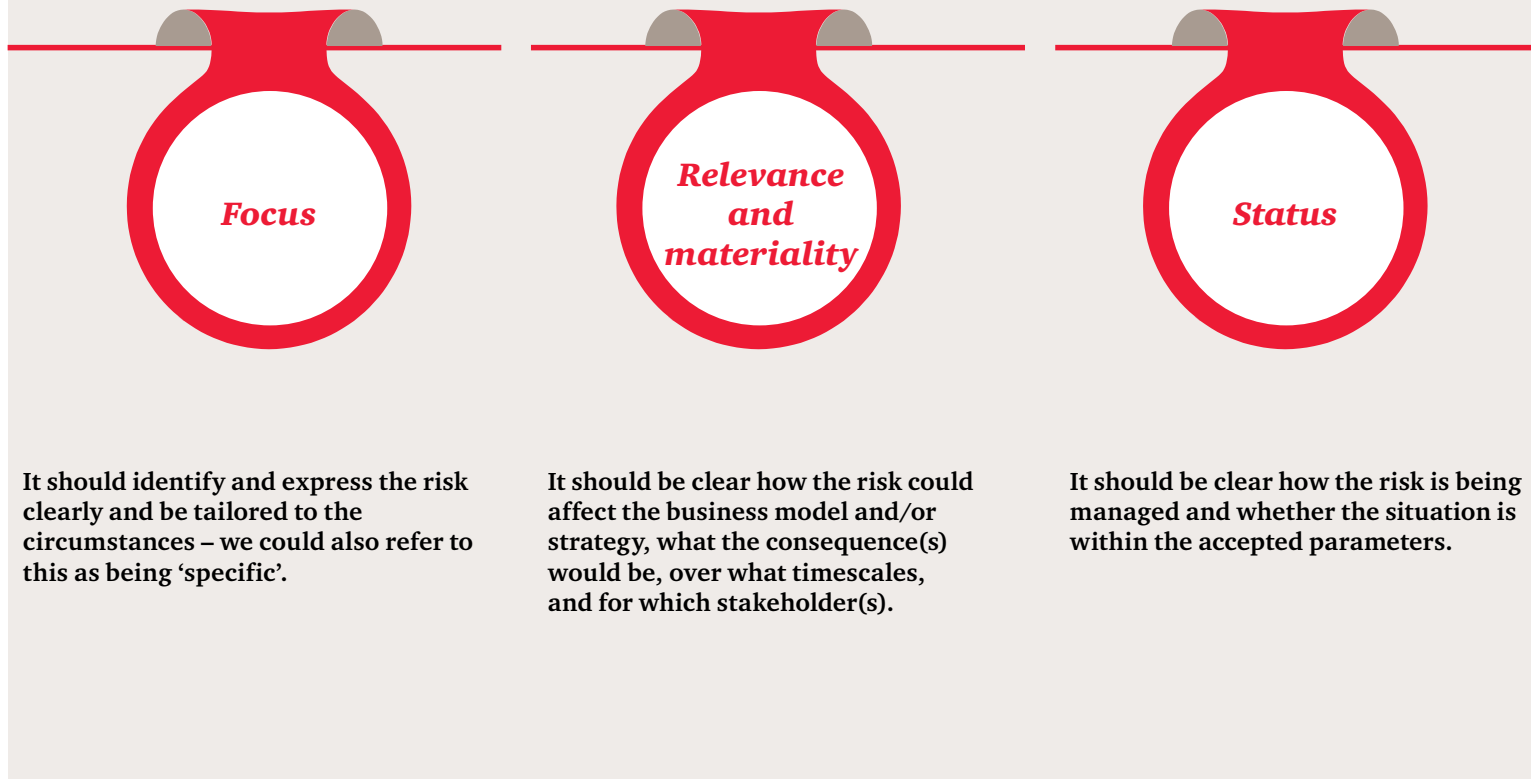 Focus
It should identify and express the risk
clearly and be tailored to the
circumstances – we could also refer to
this as being ‘specific’.
Relevance
and
materiality
It should be clear how the risk could
affect the business model and/or
strategy, what the consequence(s)
would be, over what timescales,
and for which stakeholder(s).
Status
It should be clear how the risk is being
managed and whether the situation is
within the accepted parameters.